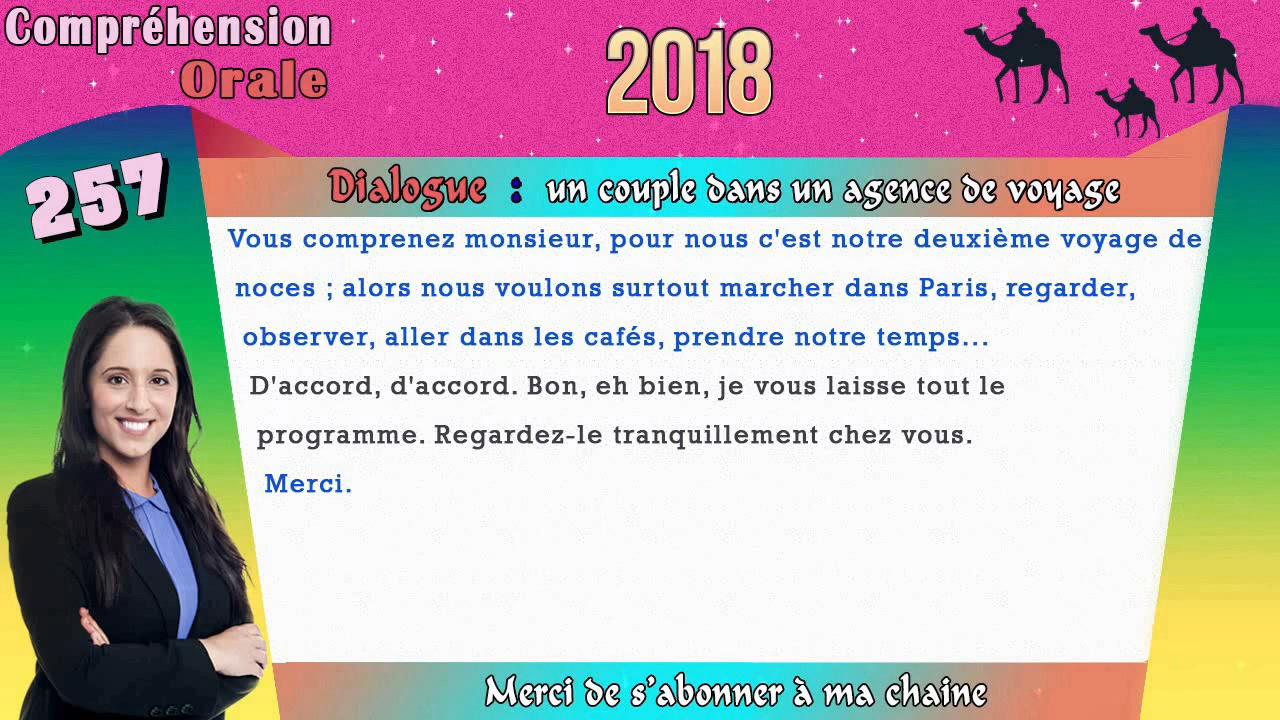 Compréhension
Orale
2018
257
Dialogue : un couple dans un agence de voyage
Vous comprenez monsieur, pour nous c'est notre deuxième voyage de
noces ; alors nous voulons surtout marcher dans Paris, regarder,
observer, aller dans les cafés, prendre notre temps...
D'accord, d'accord. Bon, eh bien, je vous laisse tout le
programme. Regardez-le tranquillement chez vous.
Merci.
Merci de s'abonner à ma chaine